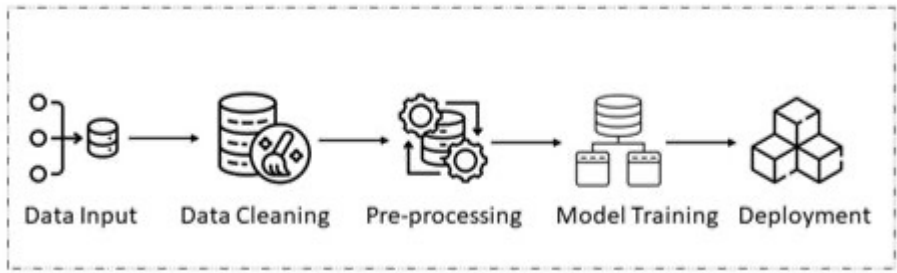 Data Input
Data Cleaning
Pre-processing
Model Training
Deployment